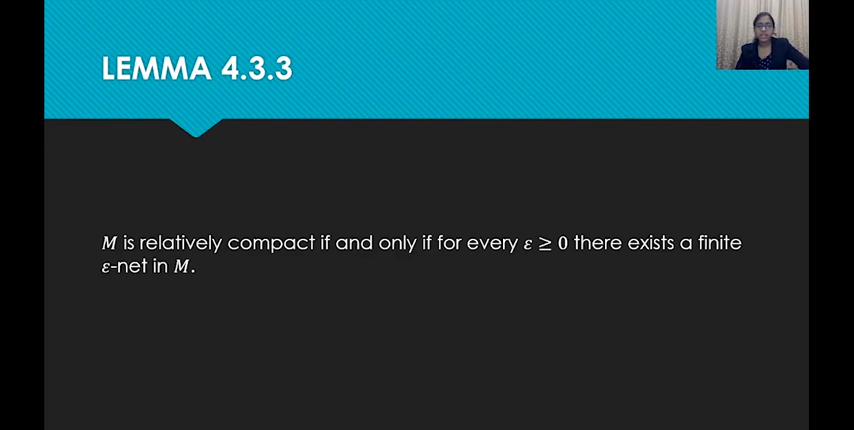 LEMMA 4.3.3
M is relatively compact if and only if for every ε ≥ 0 there exists a finite
ε-net in M.